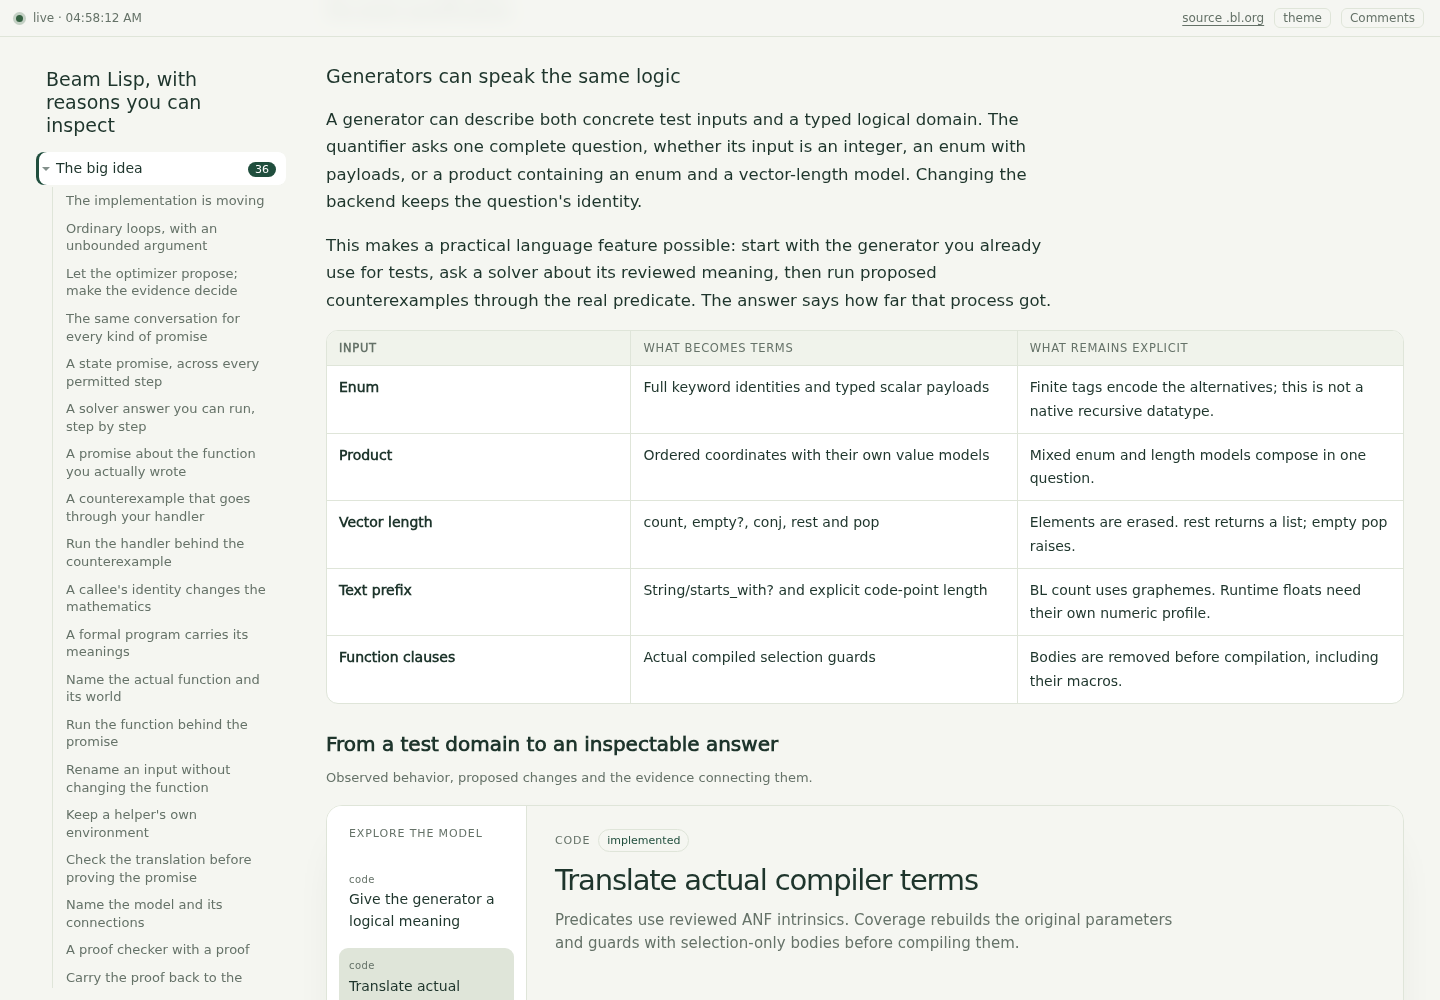 live · 04:58:12 AM
source .bl.org
theme
Comments
Beam Lisp, with
reasons you can
inspect
The big idea
36
The implementation is moving
Ordinary loops, with an
unbounded argument
Let the optimizer propose;
make the evidence decide
The same conversation for
every kind of promise
A state promise, across every
permitted step
A solver answer you can run,
step by step
A promise about the function
you actually wrote
A counterexample that goes
through your handler
Run the handler behind the
counterexample
A callee's identity changes the
mathematics
A formal program carries its
meanings
Name the actual function and
its world
Run the function behind the
promise
Rename an input without
changing the function
Keep a helper's own
environment
Check the translation before
proving the promise
Name the model and its
connections
A proof checker with a proof
Carry the proof back to the
Generators can speak the same logic
A generator can describe both concrete test inputs and a typed logical domain. The
quantifier asks one complete question, whether its input is an integer, an enum with
payloads, or a product containing an enum and a vector-length model. Changing the
backend keeps the question's identity.
This makes a practical language feature possible: start with the generator you already
use for tests, ask a solver about its reviewed meaning, then run proposed
counterexamples through the real predicate. The answer says how far that process got.
INPUT
WHAT BECOMES TERMS
WHAT REMAINS EXPLICIT
Enum
Full keyword identities and typed scalar payloads
Finite tags encode the alternatives; this is not a
native recursive datatype.
Product
Ordered coordinates with their own value models
Mixed enum and length models compose in one
question.
Vector length
count, empty?, conj, rest and pop
Elements are erased. rest returns a list; empty pop
raises.
Text prefix
String/starts_with? and explicit code-point length
BL count uses graphemes. Runtime floats need
their own numeric profile.
Function clauses
Actual compiled selection guards
Bodies are removed before compilation, including
their macros.
From a test domain to an inspectable answer
Observed behavior, proposed changes and the evidence connecting them.
EXPLORE THE MODEL
code
Give the generator a
logical meaning
code
Translate actual
CODE
implemented
Translate actual compiler terms
Predicates use reviewed ANF intrinsics. Coverage rebuilds the original parameters
and guards with selection-only bodies before compiling them.